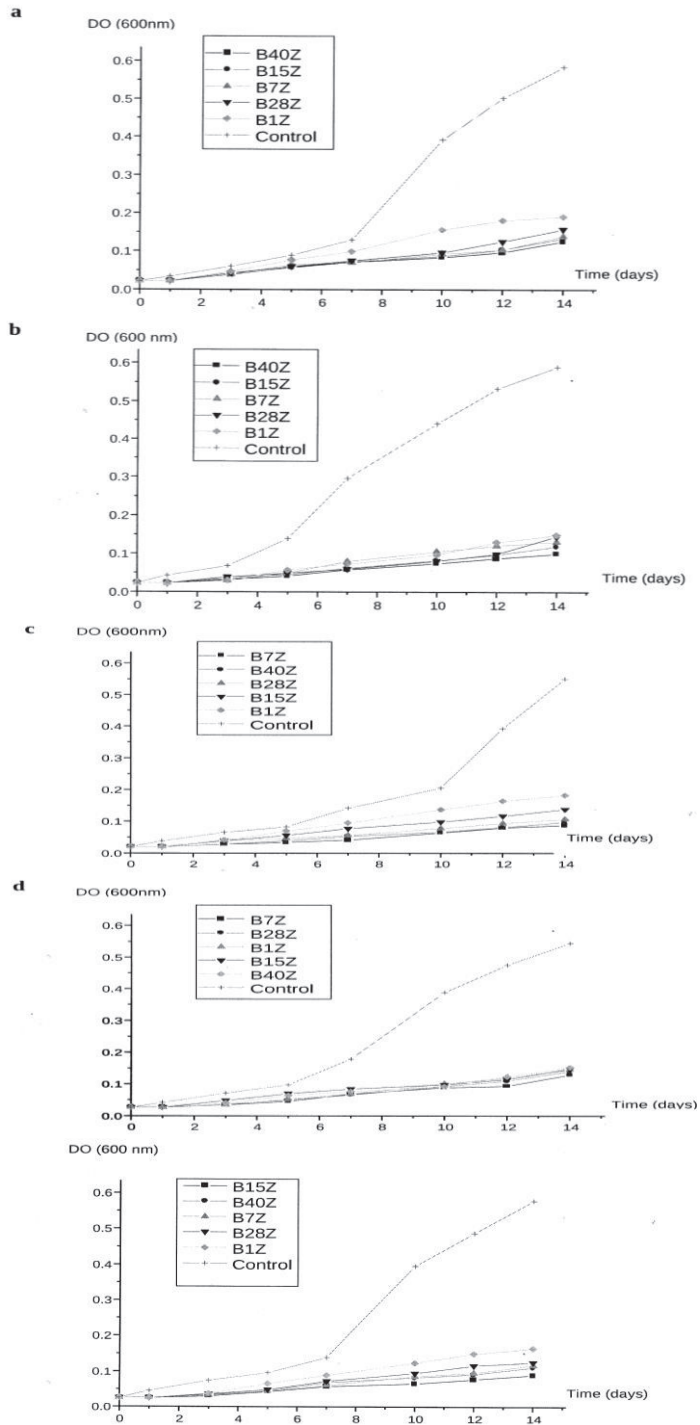 a
DO (600nm)
B40Z
B15Z
B7Z
B28Z
B1Z
Control
0.6
0.5
0.4
0.3
0.2
0.1
0.0
Time (days)
0 2 4 6 8 10 12 14
b
DO (600 nm)
B40Z
B15Z
B7Z
B28Z
B1Z
Control
0.6
0.5
0.4
0.3
0.2
0.1
0.0
Time (days)
0 2 4 6 8 10 12 14
c
DO (600nm)
B7Z
B40Z
B28Z
B15Z
B1Z
Control
0.6
0.5
0.4
0.3
0.2
0.1
0.0
Time (days)
0 2 4 6 8 10 12 14
d
DO (600nm)
B7Z
B28Z
B1Z
B15Z
B40Z
Control
0.6
0.5
0.4
0.3
0.2
0.1
0.0
Time (days)
0 2 4 6 8 10 12 14
DO (600 nm)
B15Z
B40Z
B7Z
B28Z
B1Z
Control
0.6
0.5
0.4
0.3
0.2
0.1
0.0
Time (days)
0 2 4 6 8 10 12 14